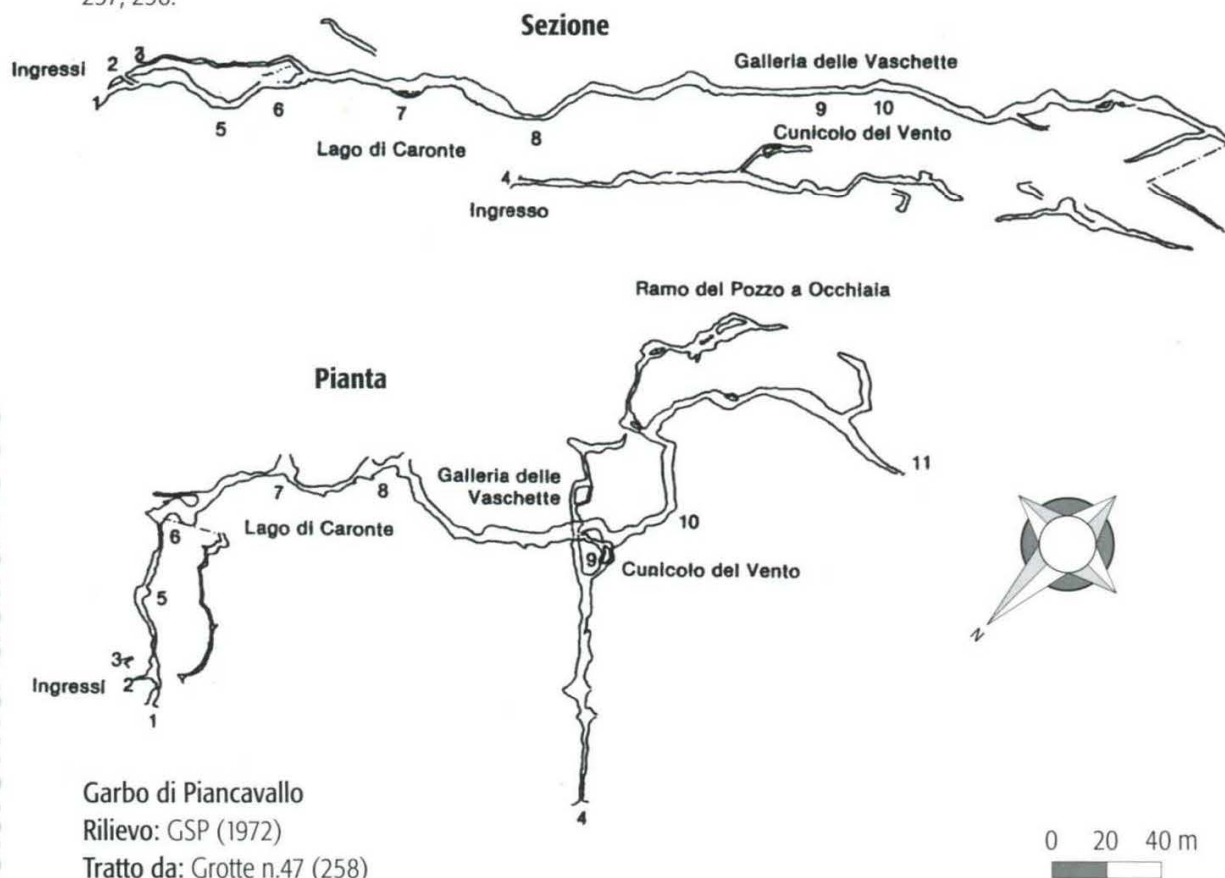 257, 258.
Sezione
Ingressi
2
3
1
5
6
7
Lago di Caronte
8
Galleria delle Vaschette
9
10
Cunicolo del Vento
4
Ingresso
Ramo del Pozzo a Occhiaia
Pianta
Galleria delle
Vaschette
11
7
8
10
Lago di Caronte
6
9
Cunicolo del Vento
5
3
Ingressi
2
1
N
4
Garbo di Piancavallo
Rilievo: GSP (1972)
Tratto da: Grotte n.47 (258)
0 20 40 m